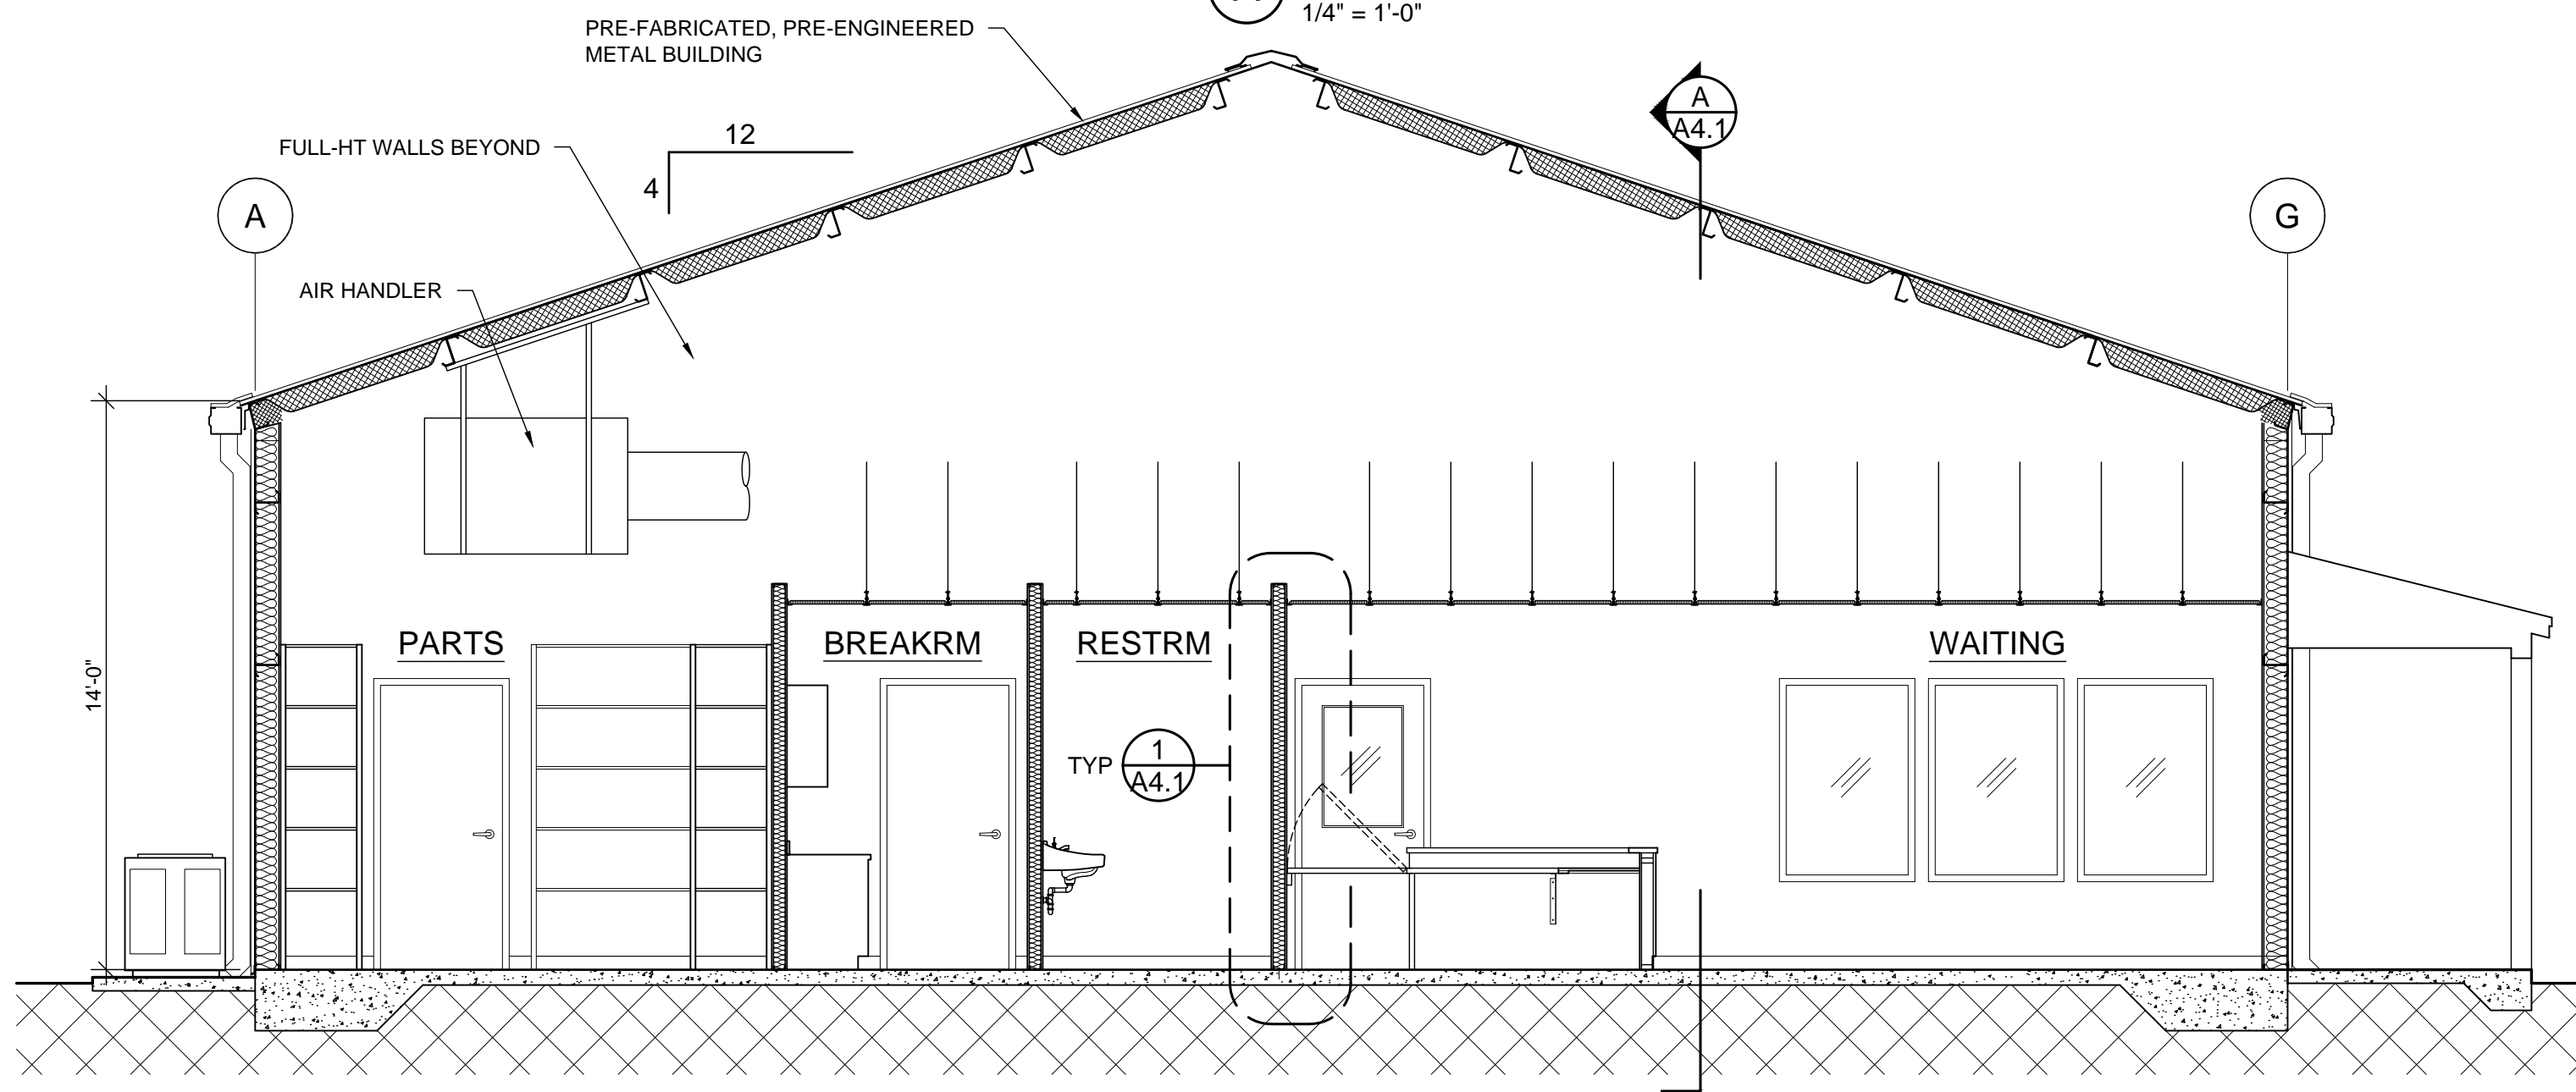 1/4" = 1'-0"
PRE-FABRICATED, PRE-ENGINEERED
METAL BUILDING
A
A4.1
12
FULL-HT WALLS BEYOND
4
A
G
AIR HANDLER
PARTS
BREAKRM
RESTRM
WAITING
14'-0"
1
TYP
A4.1